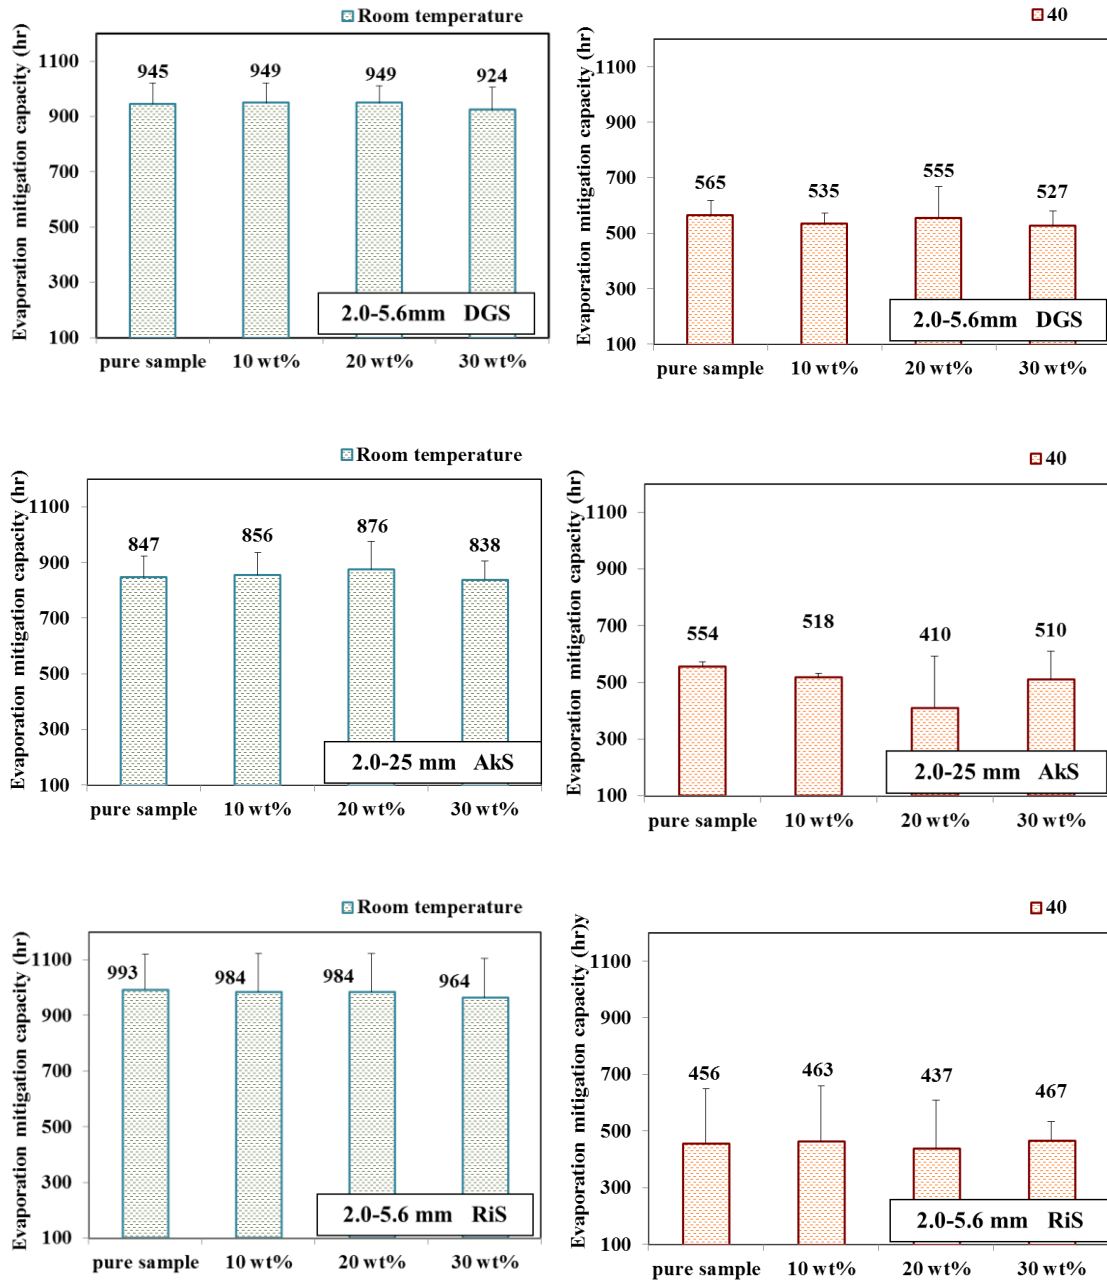 Room temperature
Evaporation mitigation capacity (hr)
1100
900
700
500
300
100
945
949
949
924
2.0-5.6mm DGS
pure sample
10 wt%
20 wt%
30 wt%
40
Evaporation mitigation capacity (hr)
1100
900
700
500
300
100
565
535
555
527
2.0-5.6mm DGS
pure sample
10 wt%
20 wt%
30 wt%
Room temperature
Evaporation mitigation capacity (hr)
1100
900
700
500
300
100
847
856
876
838
2.0-25 mm AkS
pure sample
10 wt%
20 wt%
30 wt%
40
Evaporation mitigation capacity (hr)
1100
900
700
500
300
100
554
518
410
510
2.0-25 mm AkS
pure sample
10 wt%
20 wt%
30 wt%
Room temperature
Evaporation mitigation capacity (hr)
1100
900
700
500
300
100
993
984
984
964
2.0-5.6 mm RiS
pure sample
10 wt%
20 wt%
30 wt%
40
Evaporation mitigation capacity (hr)y
1100
900
700
500
300
100
456
463
437
467
2.0-5.6 mm RiS
pure sample
10 wt%
20 wt%
30 wt%